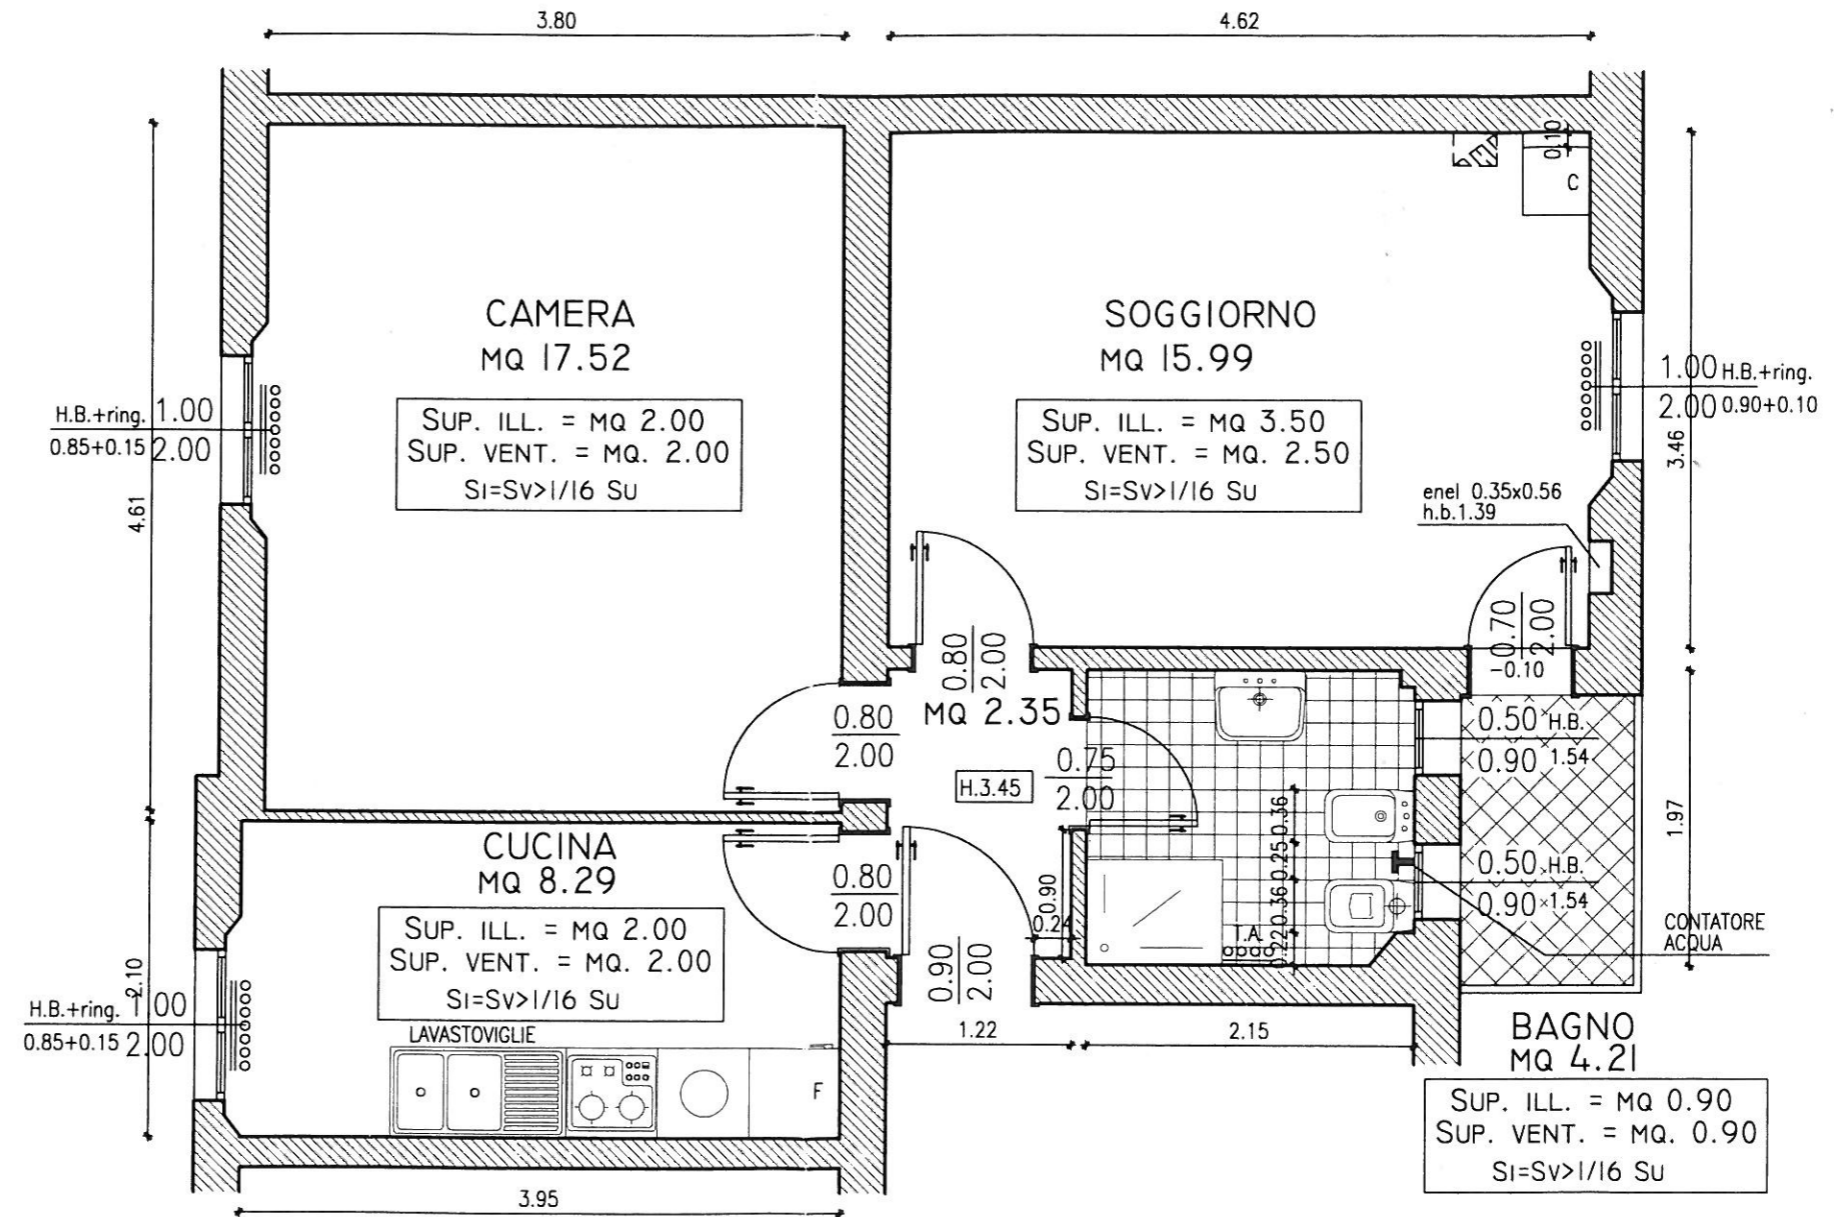 3.80
4.62
0.10
C
CAMERA
MQ 17.52
SUP. ILL. = MQ 2.00
SUP. VENT. = MQ. 2.00
SI=SV>1/16 SU
SOGGIORNO
MQ 15.99
SUP. ILL. = MQ 3.50
SUP. VENT. = MQ. 2.50
SI=SV>1/16 SU
H.B.+ring. 1.00
0.85+0.15 2.00
1.00 H.B.+ring.
2.00 0.90+0.10
3.46
4.61
enel 0.35x0.56
h.b.1.39
0.80
2.00
0.70
2.00
-0.10
MQ 2.35
0.80
2.00
H.3.45
0.75
2.00
0.50 H.B.
0.90 1.54
0.36
0.25
0.36
0.22
1.97
0.50 H.B.
0.90 1.54
CONTATORE
ACQUA
CUCINA
MQ 8.29
SUP. ILL. = MQ 2.00
SUP. VENT. = MQ. 2.00
SI=SV>1/16 SU
0.80
2.00
0.90
0.24
T.A.
0.90
2.00
2.10
H.B.+ring. 1.00
0.85+0.15 2.00
LAVASTOVIGLIE
F
1.22
2.15
BAGNO
MQ 4.21
SUP. ILL. = MQ 0.90
SUP. VENT. = MQ. 0.90
SI=SV>1/16 SU
3.95